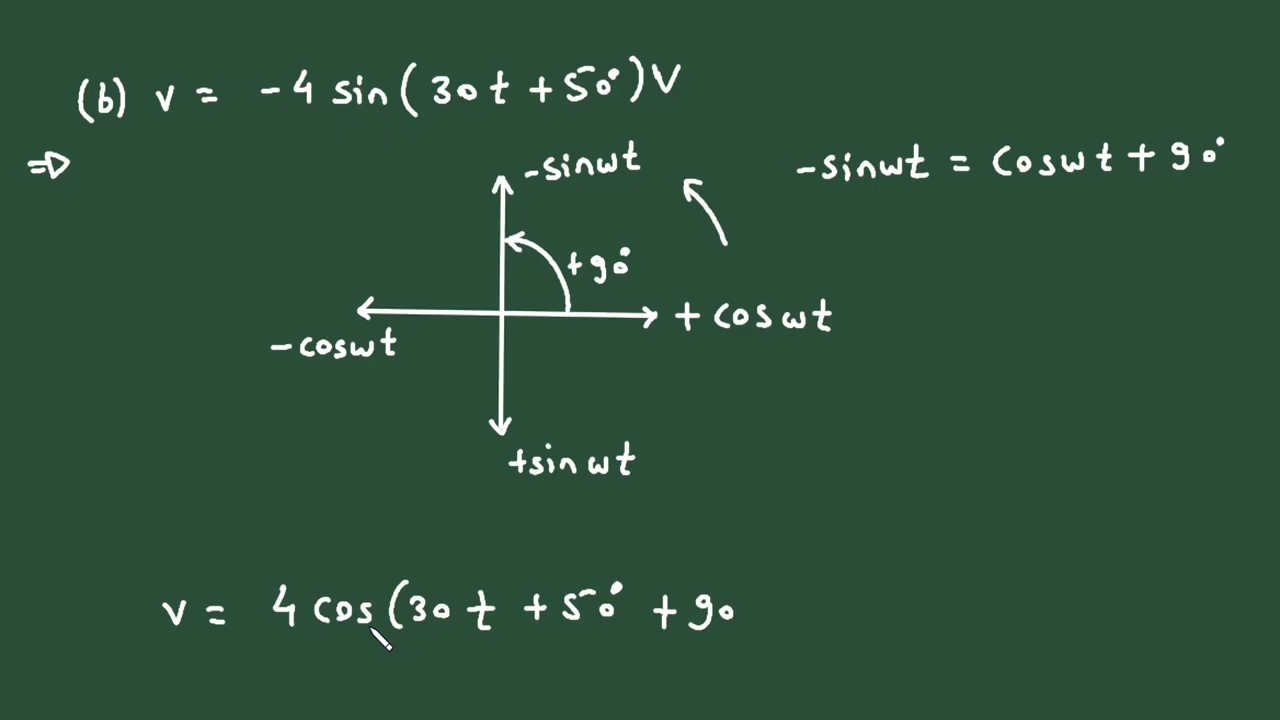 (b) v = -4 sin(30t + 50°)V
⇒
-sinωt
-sinωt = cosωt + 90°
+90°
+ cosωt
-cosωt
+sinωt
v = 4 cos(30t + 50° + 90